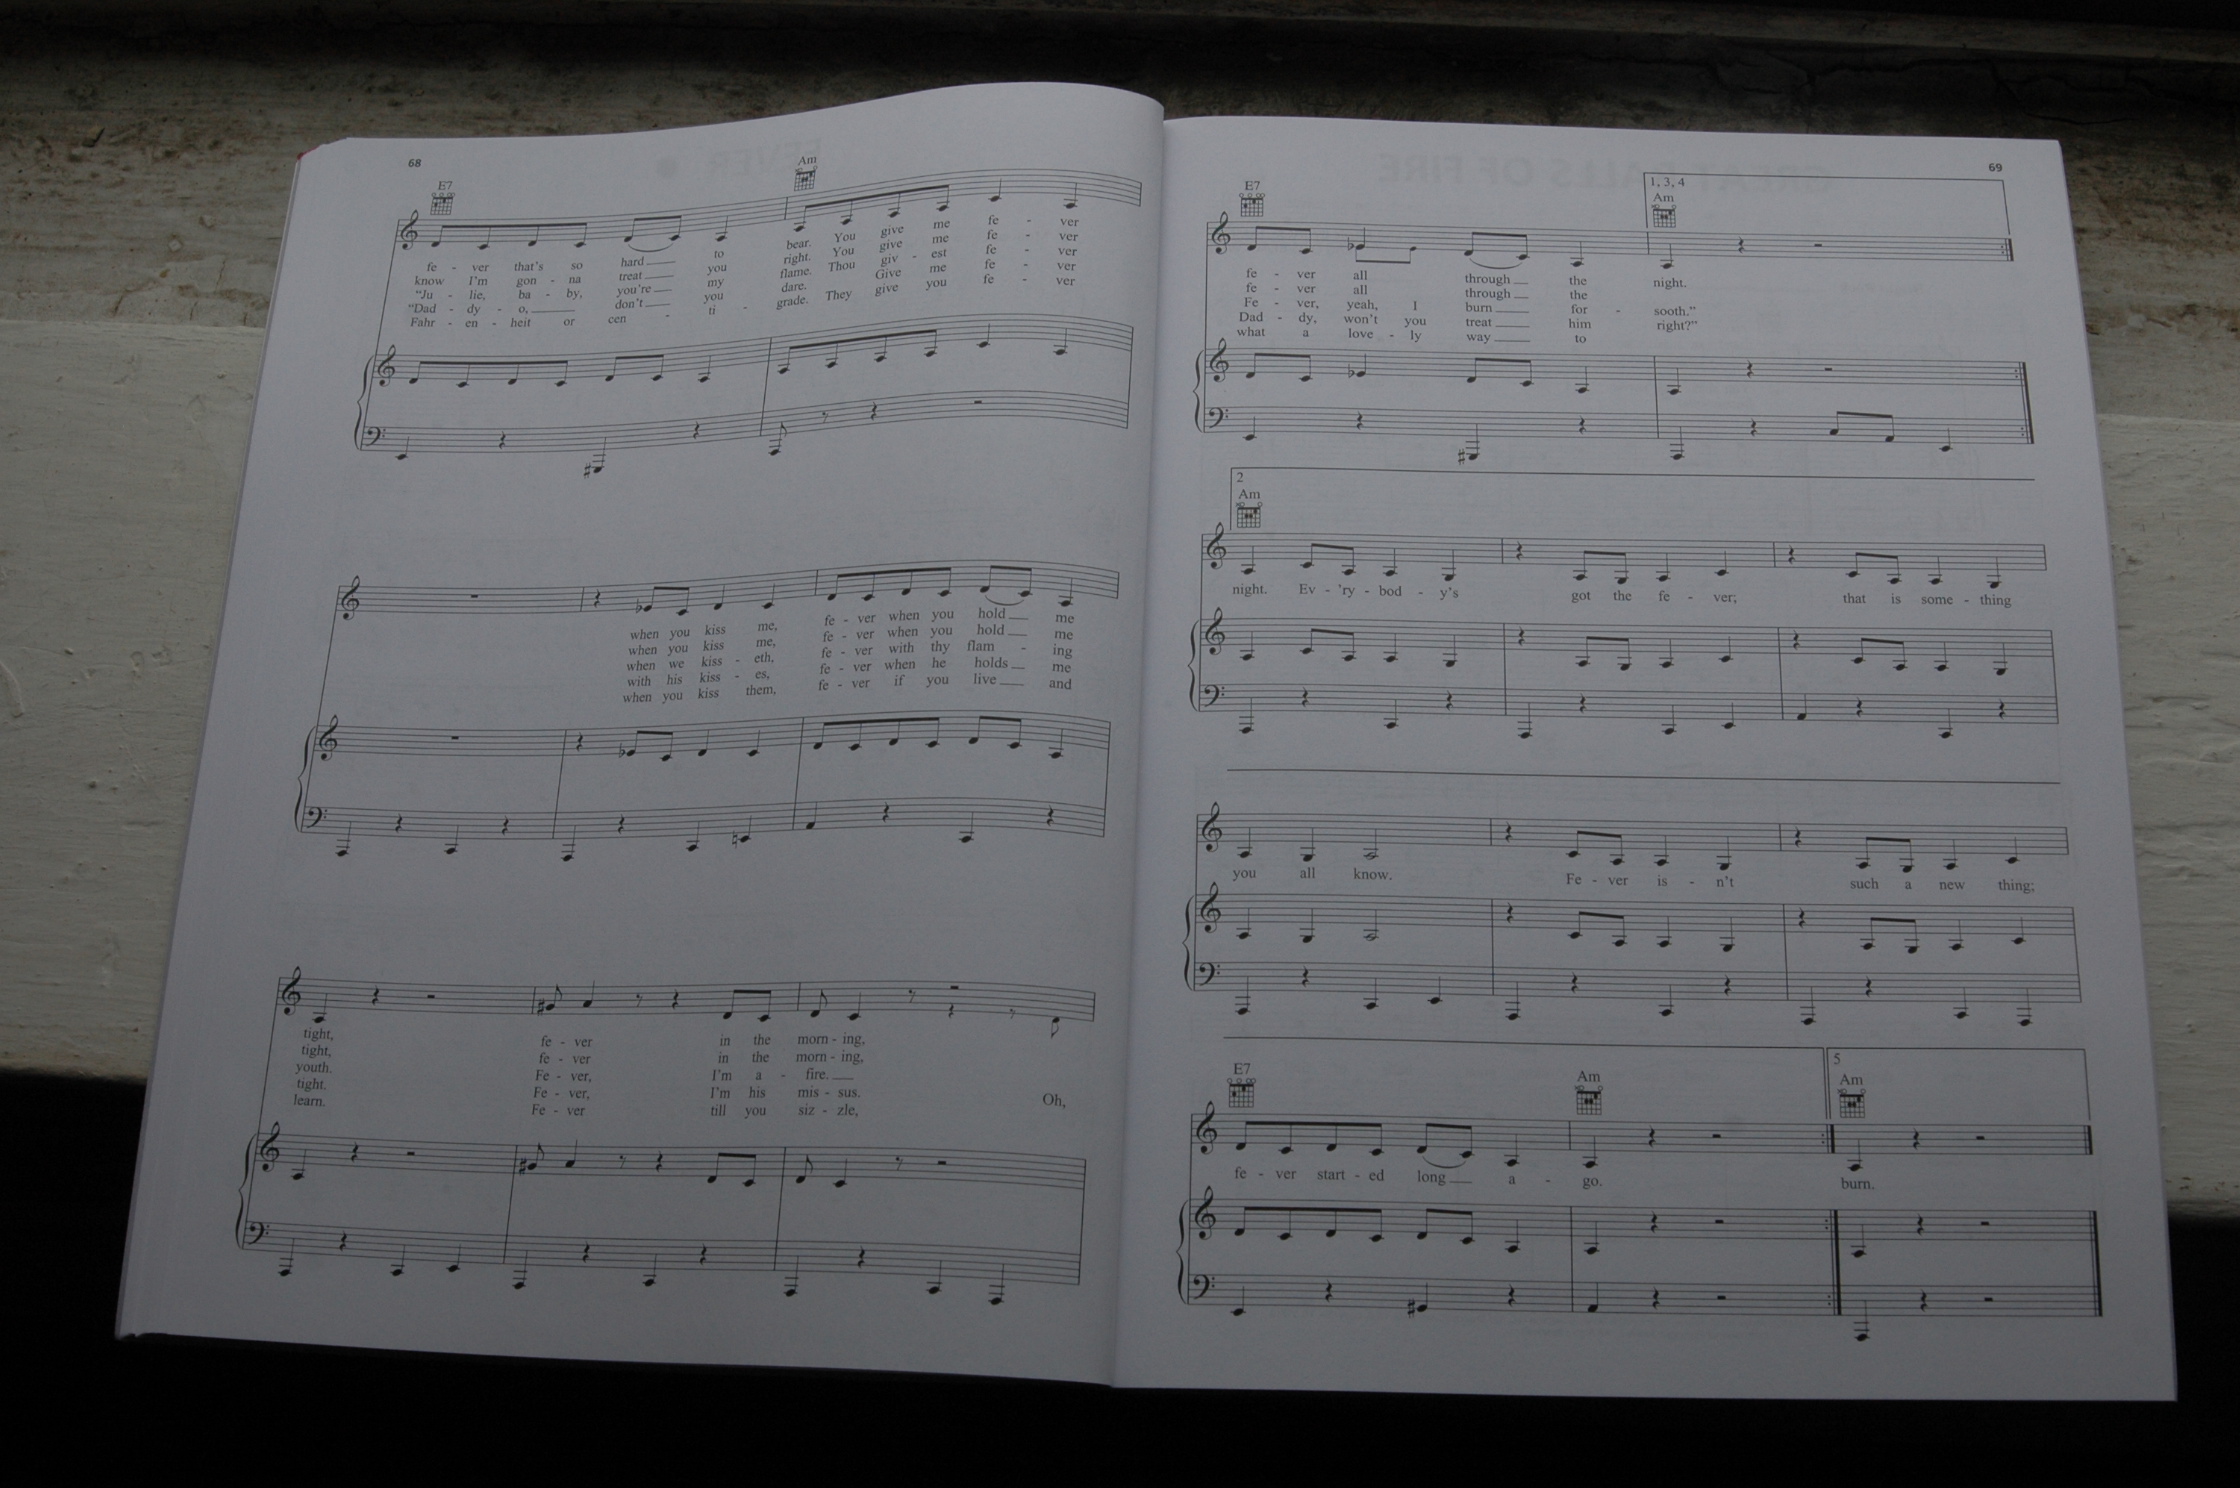 68
E7
Am
fe - ver that's so hard to bear. You give me fe - ver
know I'm gon - na treat you right. You give me fe - ver
"Ju - lie, ba - by, you're my flame. Thou giv - est fe - ver
"Dad - dy - o, don't you dare. Give me fe - ver
Fahr - en - heit or cen - ti - grade. They give you fe - ver
when you kiss me, fe - ver when you hold me
when you kiss me, fe - ver when you hold me
when we kiss - eth, fe - ver with thy flam - ing
with his kiss - es, fe - ver when he holds me
when you kiss them, fe - ver if you live and
tight, fe - ver in the morn - ing,
tight, fe - ver in the morn - ing,
youth. Fe - ver, I'm a - fire.
tight. Fe - ver, I'm his mis - sus. Oh,
learn. Fe - ver till you siz - zle,
69
E7
1, 3, 4
Am
fe - ver all through the night.
fe - ver all through the
Fe - ver, yeah, I burn for - sooth."
Dad - dy, won't you treat him right?"
what a love - ly way to
2
Am
night. Ev - 'ry - bod - y's got the fe - ver; that is some - thing
you all know. Fe - ver is - n't such a new thing;
E7
Am
5
Am
fe - ver start - ed long a - go. burn.